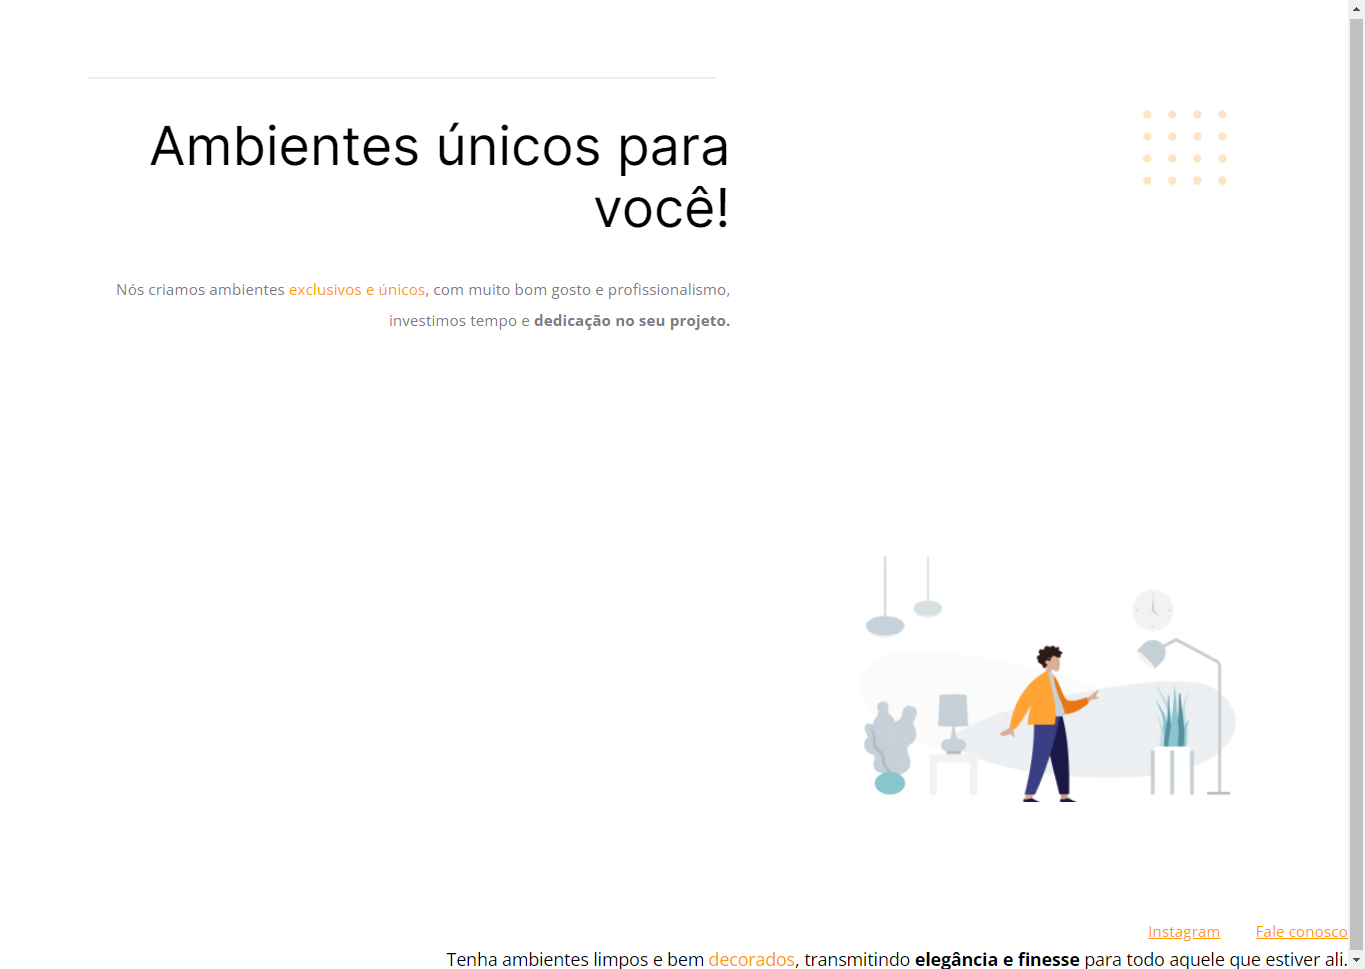 Ambientes únicos para
você!
Nós criamos ambientes exclusivos e únicos, com muito bom gosto e profissionalismo,
investimos tempo e dedicação no seu projeto.
Instagram Fale conosco
Tenha ambientes limpos e bem decorados, transmitindo elegância e finesse para todo aquele que estiver ali.